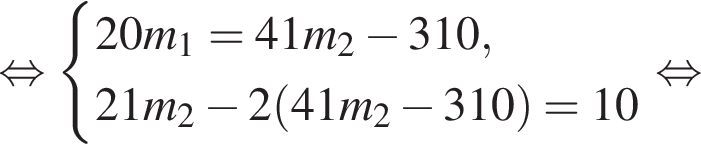 ⇔ { 20m₁ = 41m₂ − 310,
21m₂ − 2(41m₂ − 310) = 10 ⇔